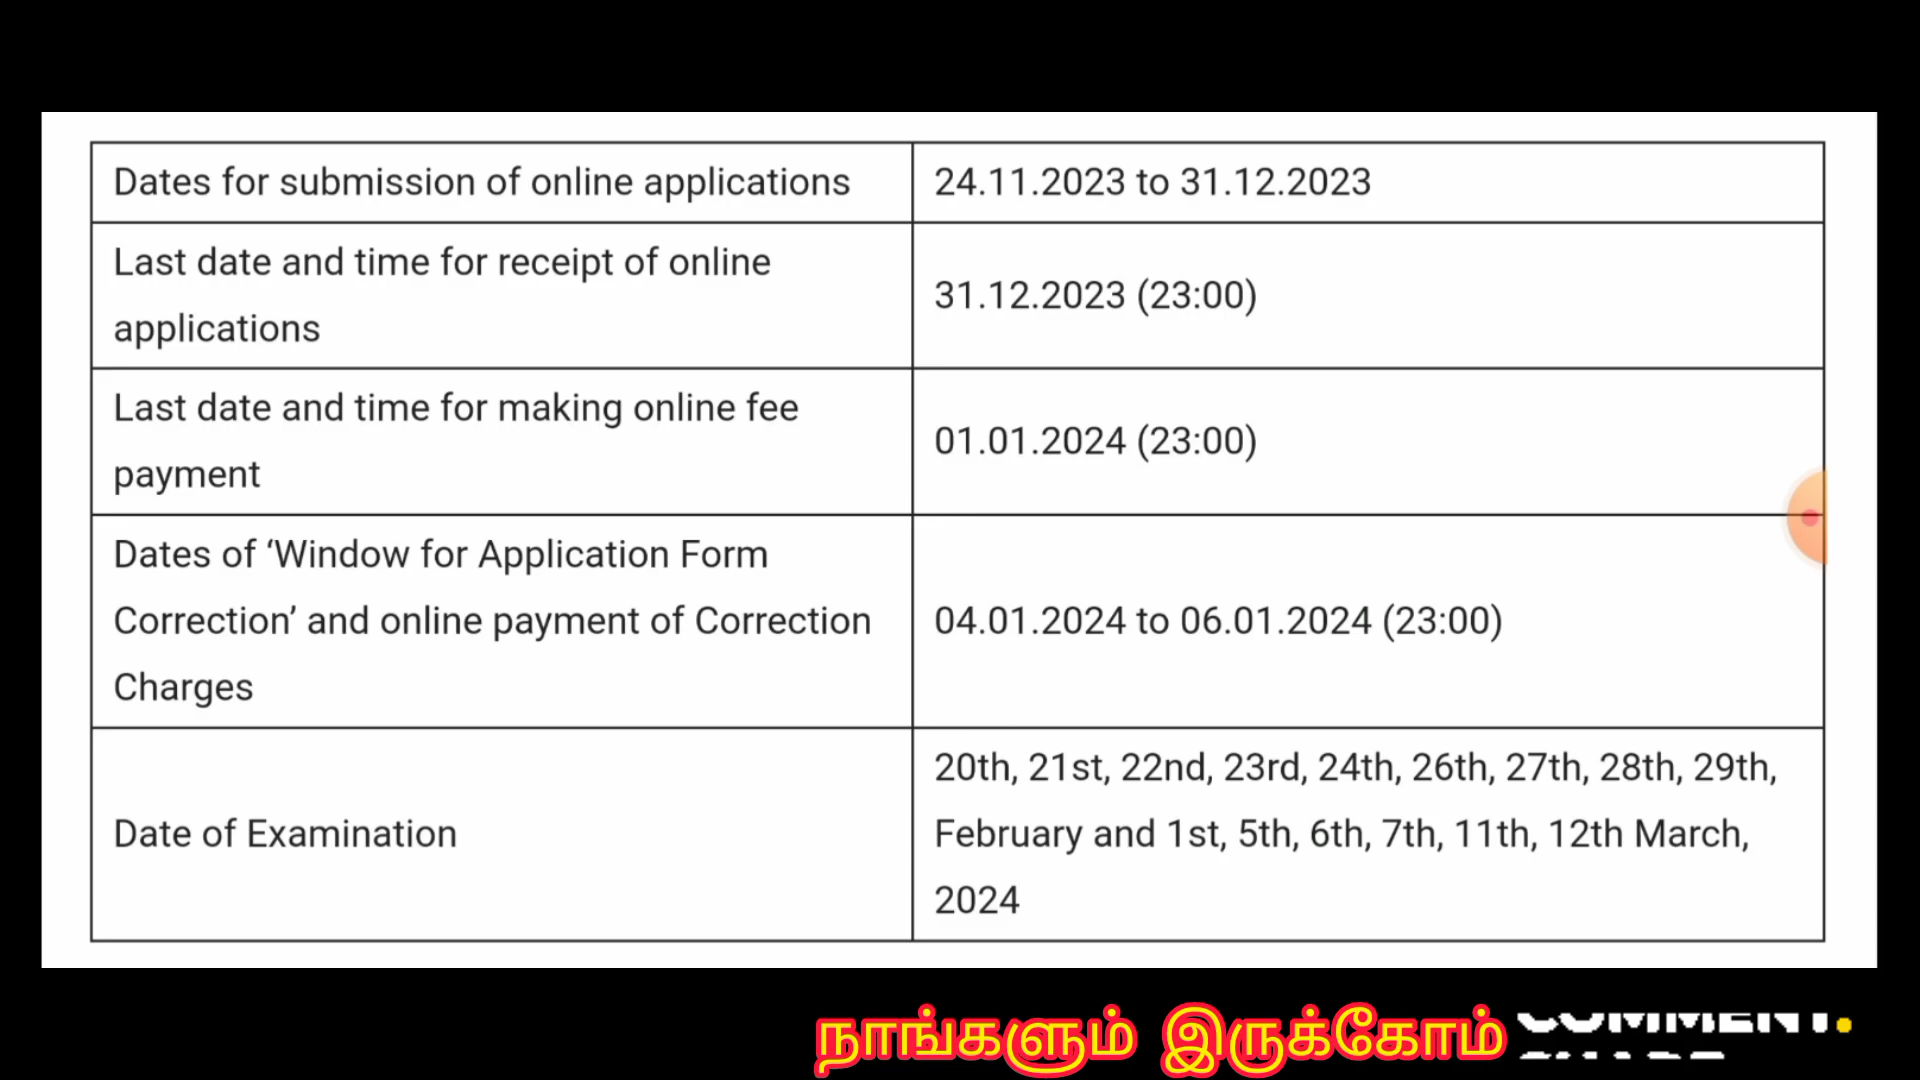 Dates for submission of online applications
24.11.2023 to 31.12.2023
Last date and time for receipt of online
applications
31.12.2023 (23:00)
Last date and time for making online fee
payment
01.01.2024 (23:00)
Dates of ‘Window for Application Form
Correction’ and online payment of Correction
Charges
04.01.2024 to 06.01.2024 (23:00)
Date of Examination
20th, 21st, 22nd, 23rd, 24th, 26th, 27th, 28th, 29th,
February and 1st, 5th, 6th, 7th, 11th, 12th March,
2024
நாங்களும் இருக்கோம்
COMMENT.